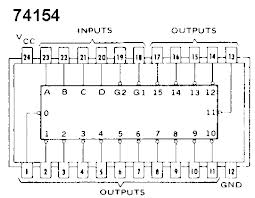 74154
INPUTS OUTPUTS
VCC
24 23 22 21 20 19 18 17 16 15 14 13
A B C D G2 G1 15 14 13 12
0 11
1 2 3 4 5 6 7 8 9 10
1 2 3 4 5 6 7 8 9 10 11 12
OUTPUTS GND